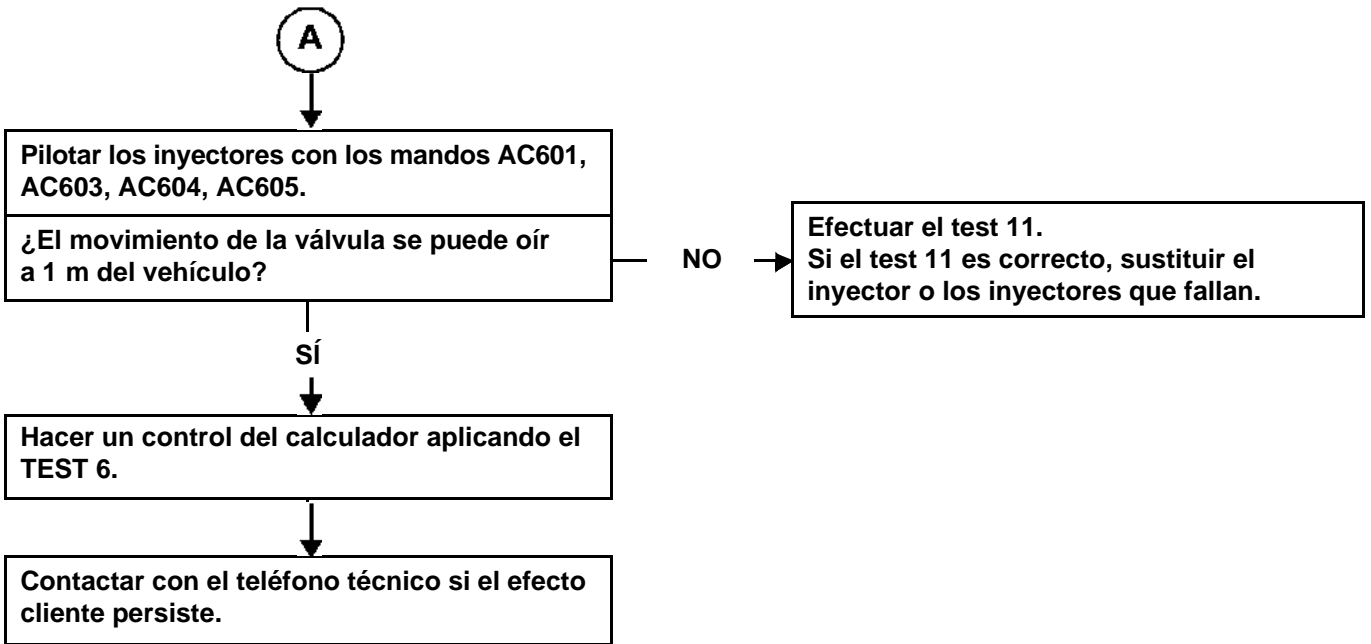 A
Pilotar los inyectores con los mandos AC601,
AC603, AC604, AC605.
¿El movimiento de la válvula se puede oír
a 1 m del vehículo?
NO
Efectuar el test 11.
Si el test 11 es correcto, sustituir el
inyector o los inyectores que fallan.
SÍ
Hacer un control del calculador aplicando el
TEST 6.
Contactar con el teléfono técnico si el efecto
cliente persiste.